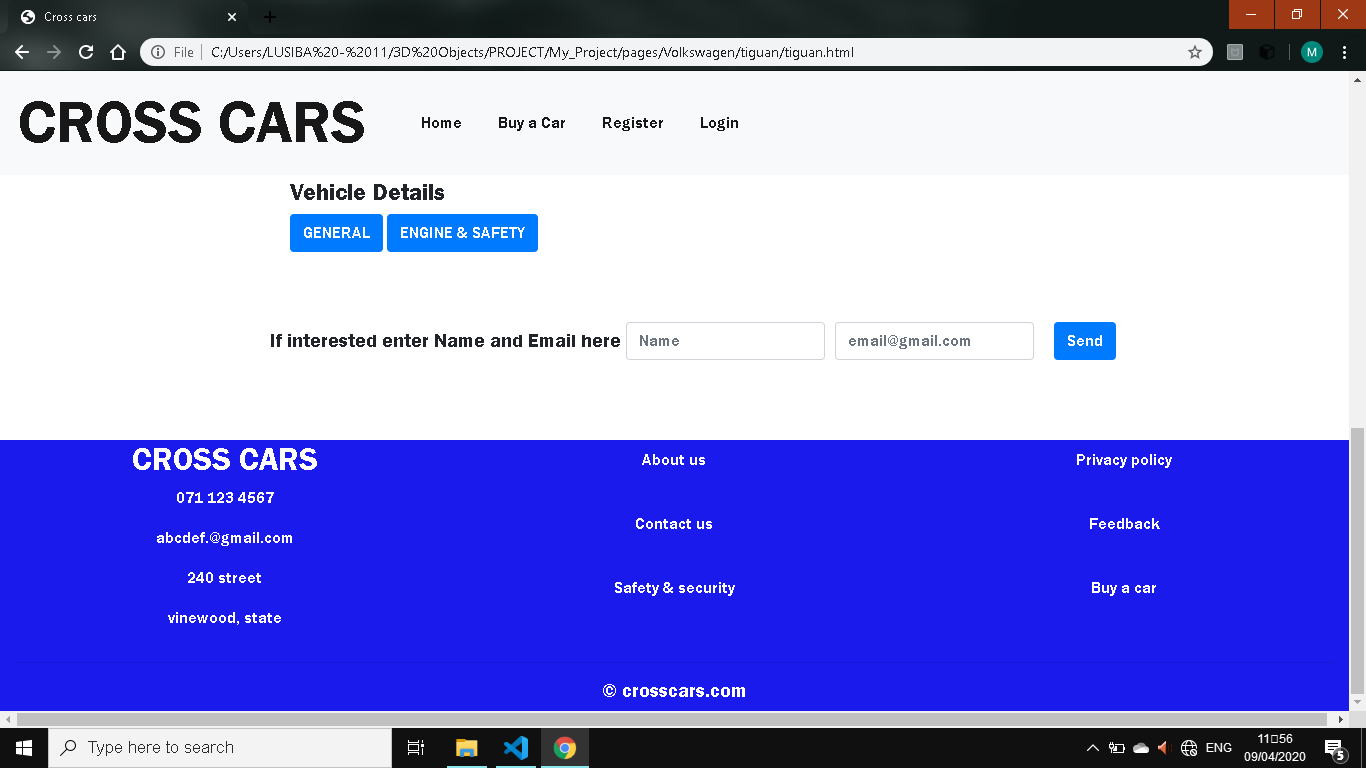 Cross cars
File C:/Users/LUSIBA%20-%2011/3D%20Objects/PROJECT/My_Project/pages/Volkswagen/tiguan/tiguan.html M
CROSS CARS Home Buy a Car Register Login
Vehicle Details
GENERAL ENGINE & SAFETY
If interested enter Name and Email here Name email@gmail.com Send
CROSS CARS About us Privacy policy
071 123 4567
Contact us Feedback
abcdef.@gmail.com
240 street
Safety & security Buy a car
vinewood, state
© crosscars.com
Type here to search ENG 11□56
09/04/2020 5